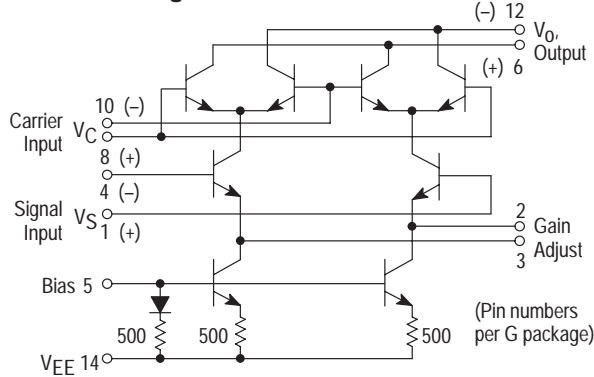 (–) 12
VO,
Output
(+) 6
10 (–)
Carrier
Input
VC
8 (+)
4 (–)
Signal
Input
VS
1 (+)
2
Gain
Adjust
3
Bias 5
500
500
500
(Pin numbers
per G package)
VEE 14